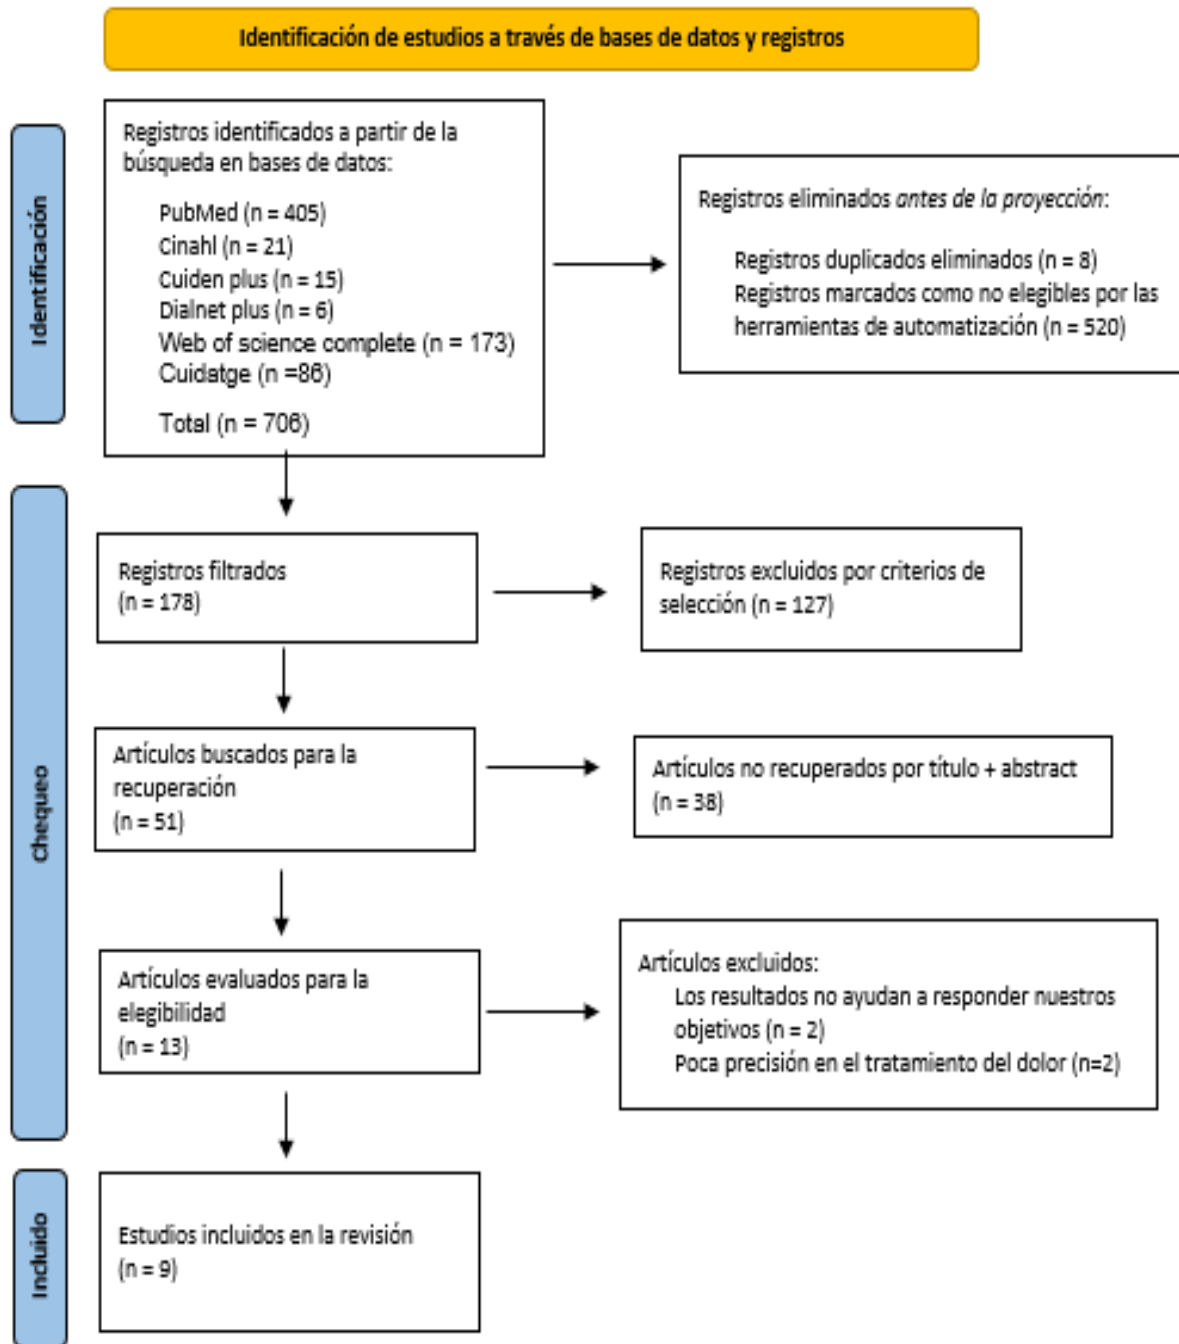 Identificación de estudios a través de bases de datos y registros
Identificación
Registros identificados a partir de la
búsqueda en bases de datos:
PubMed (n = 405)
Cinahl (n = 21)
Cuiden plus (n = 15)
Dialnet plus (n = 6)
Web of science complete (n = 173)
Cuidatge (n =86)
Total (n = 706)
Registros eliminados antes de la proyección:
Registros duplicados eliminados (n = 8)
Registros marcados como no elegibles por las
herramientas de automatización (n = 520)
Chequeo
Registros filtrados
(n = 178)
Registros excluidos por criterios de
selección (n = 127)
Artículos buscados para la
recuperación
(n = 51)
Artículos no recuperados por título + abstract
(n = 38)
Artículos evaluados para la
elegibilidad
(n = 13)
Artículos excluidos:
Los resultados no ayudan a responder nuestros
objetivos (n = 2)
Poca precisión en el tratamiento del dolor (n=2)
Incluido
Estudios incluidos en la revisión
(n = 9)